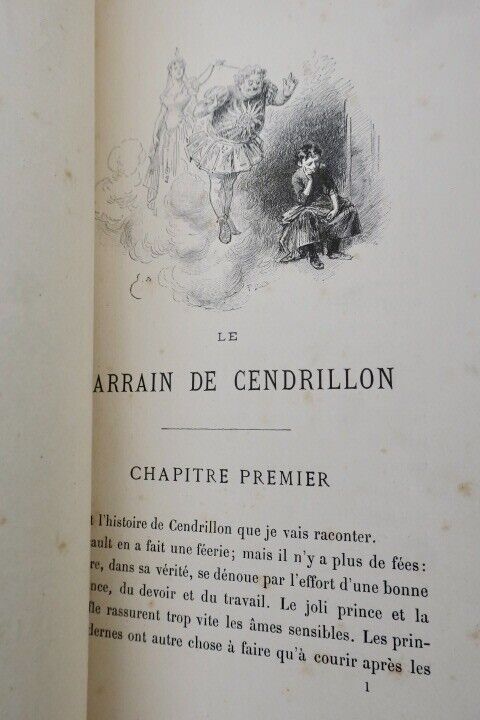 LE
ARRAIN DE CENDRILLON
CHAPITRE PREMIER
t l'histoire de Cendrillon que je vais raconter.
ault en a fait une féerie; mais il n'y a plus de fées:
re, dans sa vérité, se dénoue par l'effort d'une bonne
nce, du devoir et du travail. Le joli prince et la
fle rassurent trop vite les âmes sensibles. Les prin-
dernes ont autre chose à faire qu'à courir après les
1